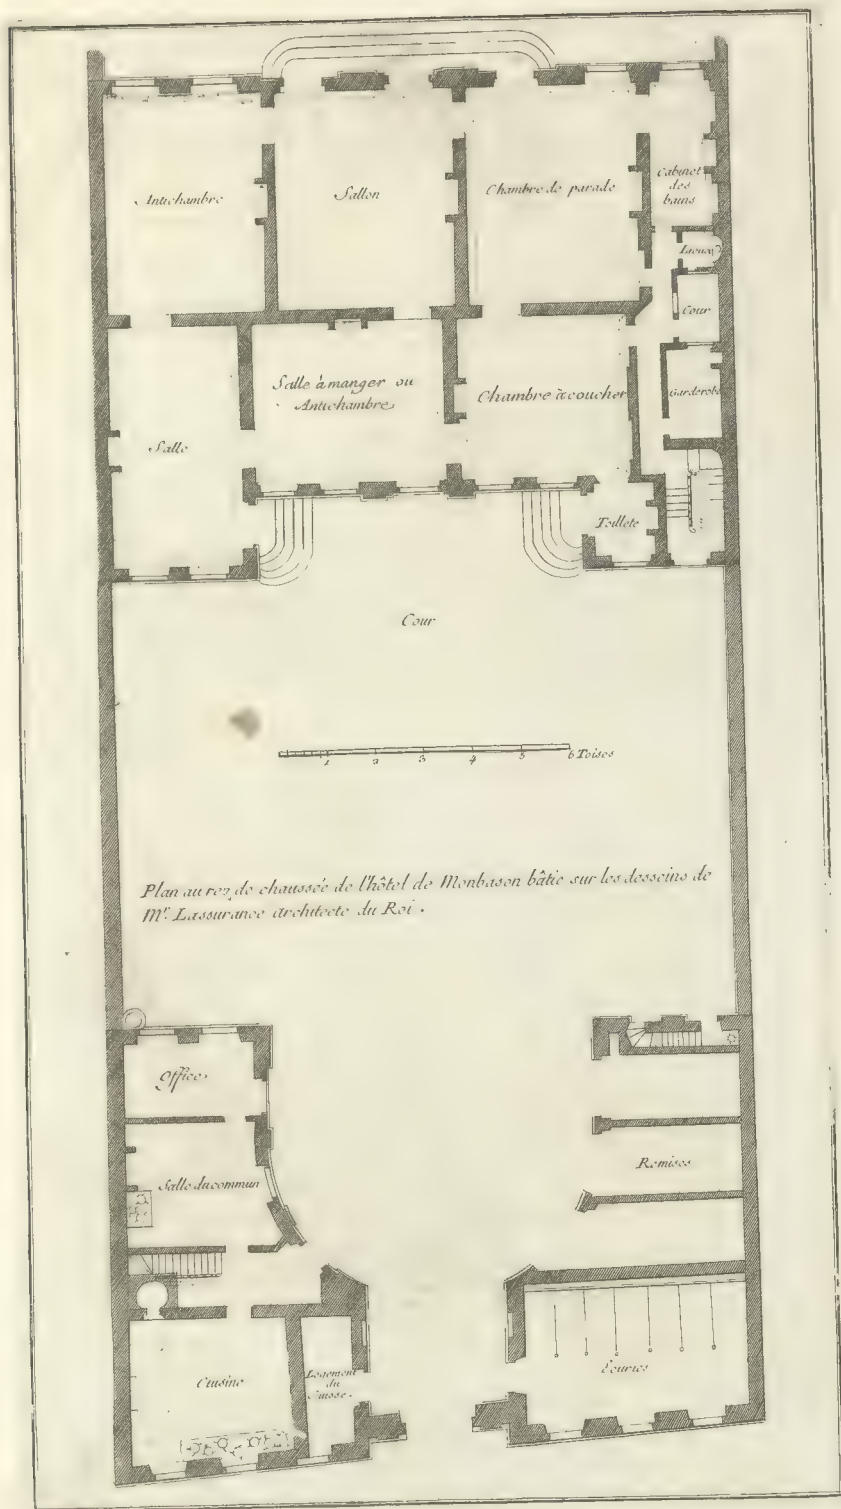 Antichambre
Sallon
Chambre de parade
Cabinet
des
bains
Lieux
Cour
Salle à manger ou
Antichambre
Chambre à coucher
Garderobe
Salle
Toillete
Cour
1 2 3 4 5 6 Toises
Plan au rez de chaussée de l'hôtel de Monbason bâtie sur les desseins de
Mr. Lassurance architecte du Roi.
Office
Salle du commun
Remises
Cuisine
Logement
du
Suisse.
Ecuries